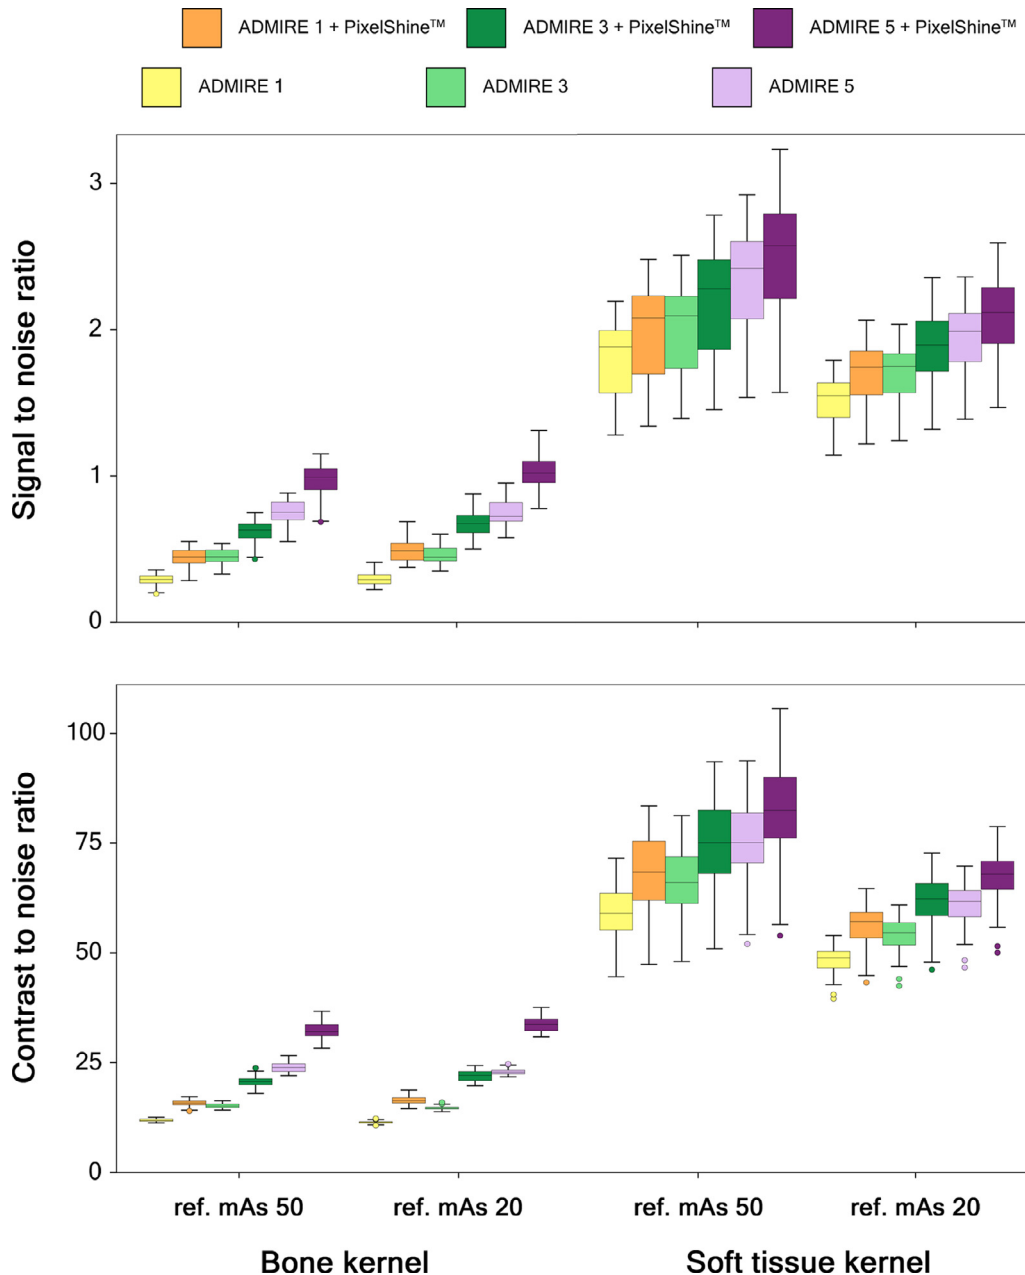 ADMIRE 1 + PixelShine™ ADMIRE 3 + PixelShine™ ADMIRE 5 + PixelShine™
ADMIRE 1 ADMIRE 3 ADMIRE 5
Signal to noise ratio
3
2
1
0
Contrast to noise ratio
100
75
50
25
0
ref. mAs 50 ref. mAs 20 ref. mAs 50 ref. mAs 20
Bone kernel Soft tissue kernel